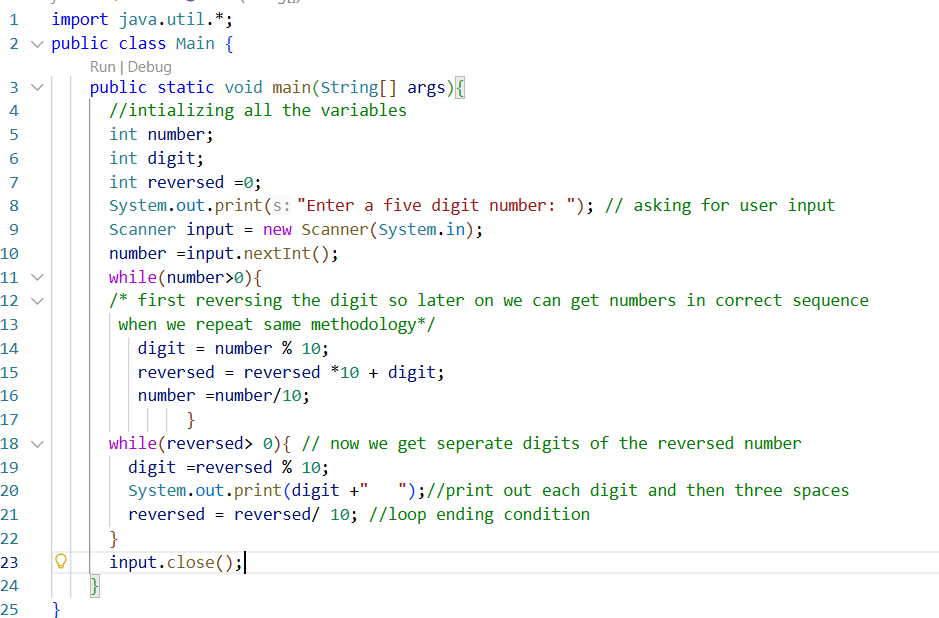 1 import java.util.*;
2 public class Main {
Run | Debug
3 public static void main(String[] args){
4 //intializing all the variables
5 int number;
6 int digit;
7 int reversed =0;
8 System.out.print(s: "Enter a five digit number: "); // asking for user input
9 Scanner input = new Scanner(System.in);
10 number =input.nextInt();
11 while(number>0){
12 /* first reversing the digit so later on we can get numbers in correct sequence
13 when we repeat same methodology*/
14 digit = number % 10;
15 reversed = reversed *10 + digit;
16 number =number/10;
17 }
18 while(reversed> 0){ // now we get seperate digits of the reversed number
19 digit =reversed % 10;
20 System.out.print(digit +"   ");//print out each digit and then three spaces
21 reversed = reversed/ 10; //loop ending condition
22 }
23 input.close();
24 }
25 }